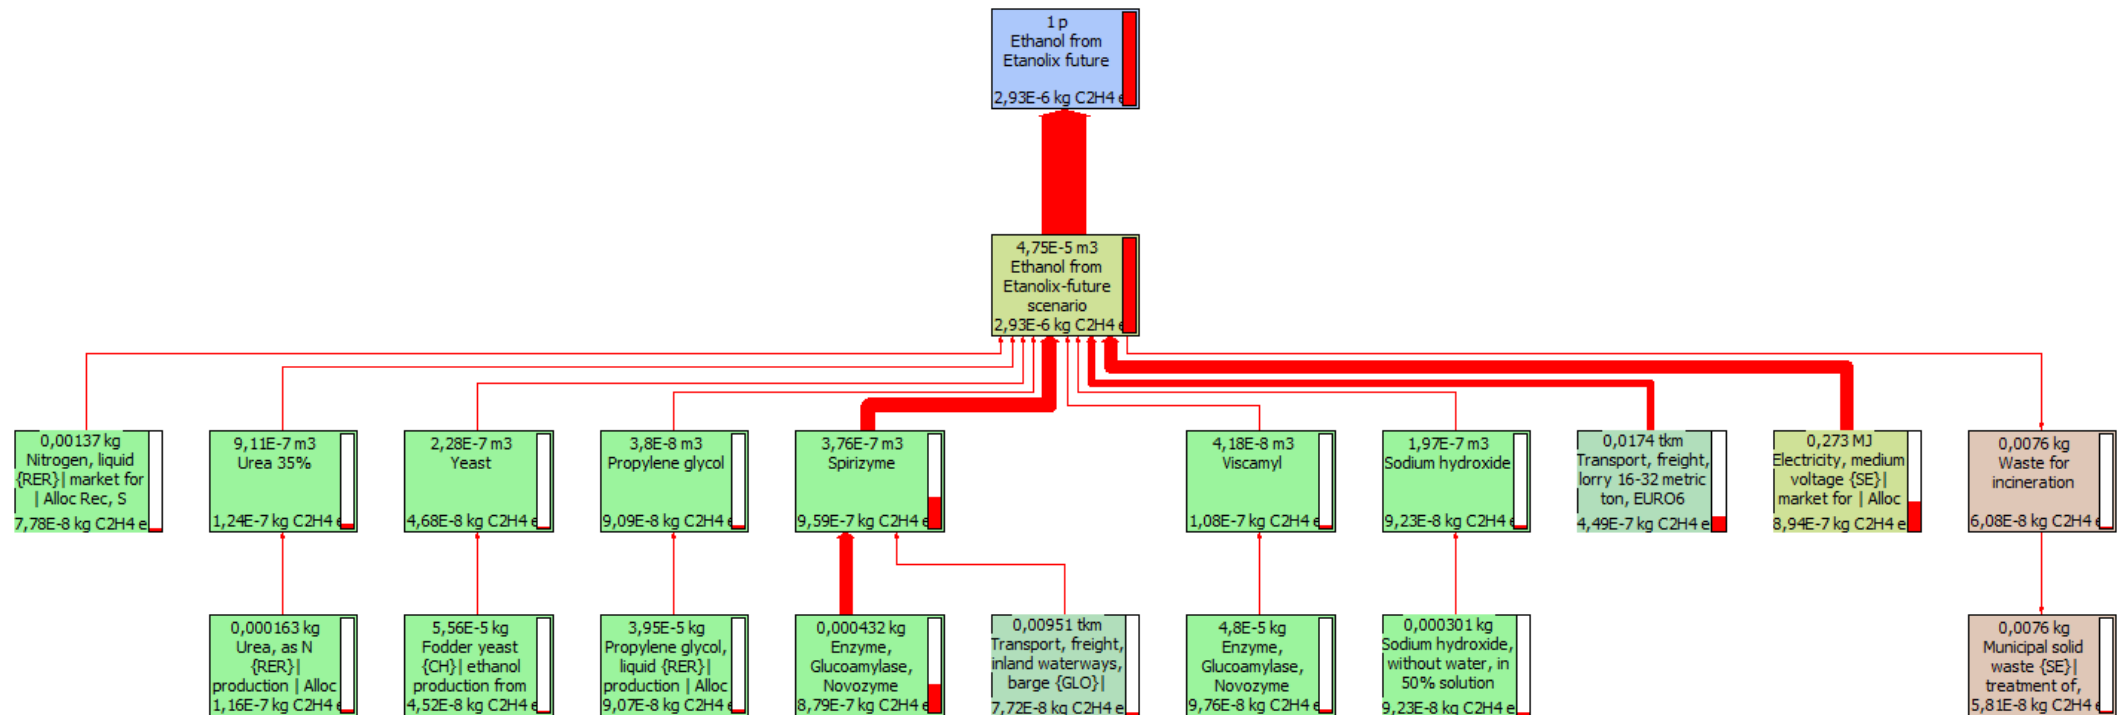 1 p
Ethanol from
Etanolix future
2,93E-6 kg C2H4 e
4,75E-5 m3
Ethanol from
Etanolix-future
scenario
2,93E-6 kg C2H4 e
0,00137 kg
Nitrogen, liquid
{RER}| market for
| Alloc Rec, S
7,78E-8 kg C2H4 e
9,11E-7 m3
Urea 35%
1,24E-7 kg C2H4 e
2,28E-7 m3
Yeast
4,68E-8 kg C2H4 e
3,8E-8 m3
Propylene glycol
9,09E-8 kg C2H4 e
3,76E-7 m3
Spirizyme
9,59E-7 kg C2H4 e
4,18E-8 m3
Viscamyl
1,08E-7 kg C2H4 e
1,97E-7 m3
Sodium hydroxide
9,23E-8 kg C2H4 e
0,0174 tkm
Transport, freight,
lorry 16-32 metric
ton, EURO6
4,49E-7 kg C2H4 e
0,273 MJ
Electricity, medium
voltage {SE}|
market for | Alloc
8,94E-7 kg C2H4 e
0,0076 kg
Waste for
incineration
6,08E-8 kg C2H4 e
0,000163 kg
Urea, as N
{RER}|
production | Alloc
1,16E-7 kg C2H4 e
5,56E-5 kg
Fodder yeast
{CH}| ethanol
production from
4,52E-8 kg C2H4 e
3,95E-5 kg
Propylene glycol,
liquid {RER}|
production | Alloc
9,07E-8 kg C2H4 e
0,000432 kg
Enzyme,
Glucoamylase,
Novozyme
8,79E-7 kg C2H4 e
0,00951 tkm
Transport, freight,
inland waterways,
barge {GLO}|
7,72E-8 kg C2H4 e
4,8E-5 kg
Enzyme,
Glucoamylase,
Novozyme
9,76E-8 kg C2H4 e
0,000301 kg
Sodium hydroxide,
without water, in
50% solution
9,23E-8 kg C2H4 e
0,0076 kg
Municipal solid
waste {SE}|
treatment of,
5,81E-8 kg C2H4 e